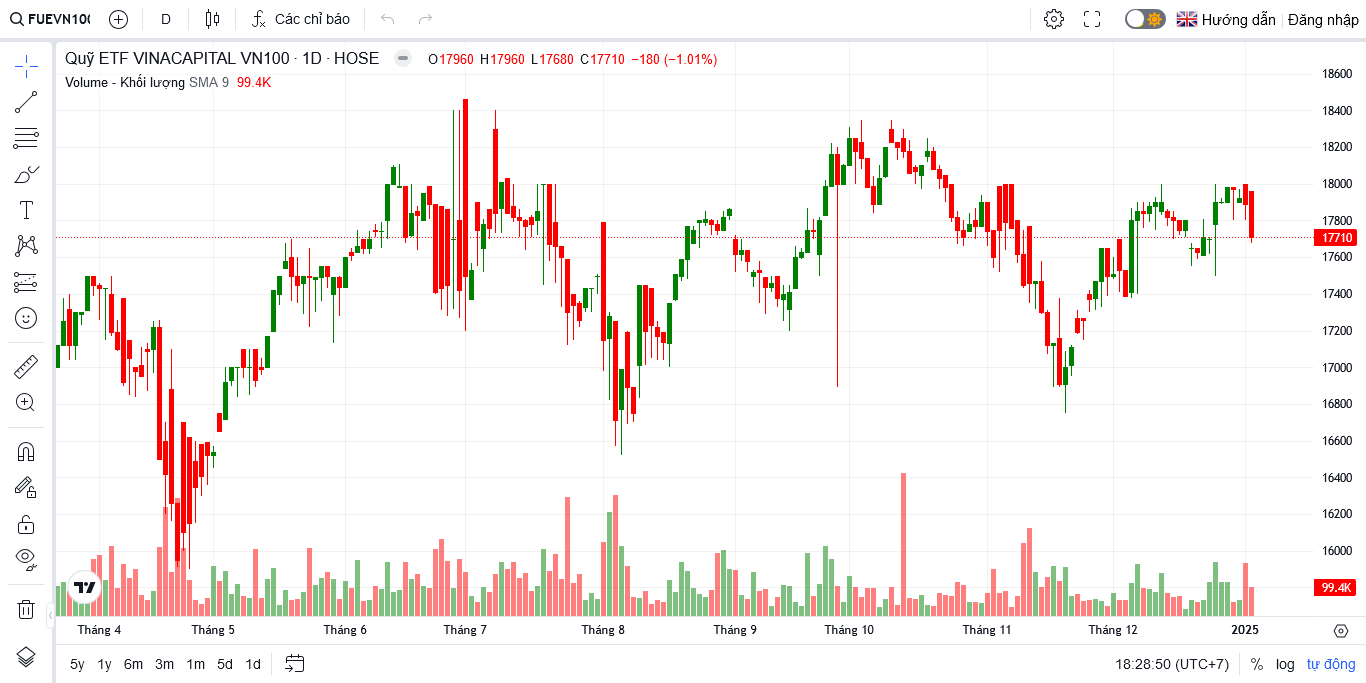 FUEVN100 D Các chỉ báo Hướng dẫn Đăng nhập
Quỹ ETF VINACAPITAL VN100 · 1D · HOSE O17960 H17960 L17680 C17710 −180 (−1.01%)
Volume - Khối lượng SMA 9 99.4K
18600
18400
18200
18000
17800
17710
17600
17400
17200
17000
16800
16600
16400
16200
16000
99.4K
Tháng 4 Tháng 5 Tháng 6 Tháng 7 Tháng 8 Tháng 9 Tháng 10 Tháng 11 Tháng 12 2025
5y 1y 6m 3m 1m 5d 1d 18:28:50 (UTC+7) % log tự động